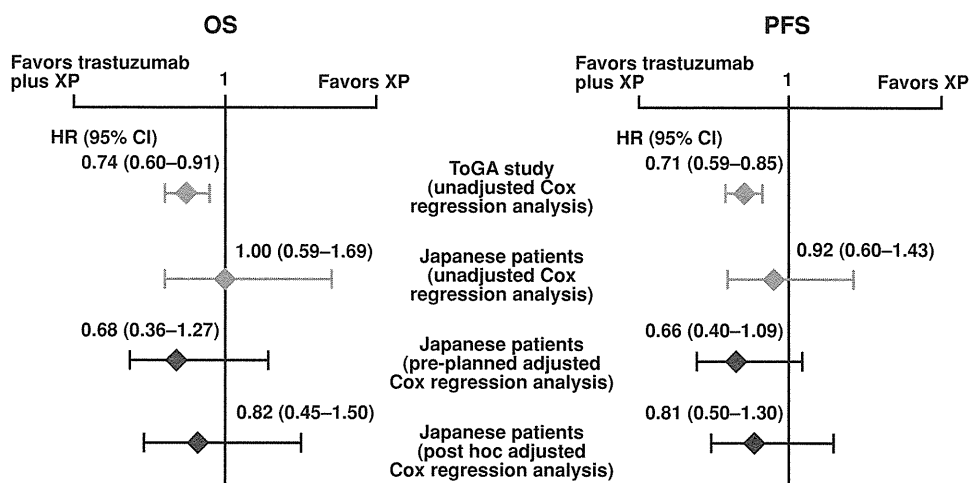 OS
Favors trastuzumab
plus XP
1
Favors XP
HR (95% CI)
0.74 (0.60–0.91)
1.00 (0.59–1.69)
0.68 (0.36–1.27)
0.82 (0.45–1.50)
ToGA study
(unadjusted Cox
regression analysis)
Japanese patients
(unadjusted Cox
regression analysis)
Japanese patients
(pre-planned adjusted
Cox regression analysis)
Japanese patients
(post hoc adjusted
Cox regression analysis)
PFS
Favors trastuzumab
plus XP
1
Favors XP
HR (95% CI)
0.71 (0.59–0.85)
0.92 (0.60–1.43)
0.66 (0.40–1.09)
0.81 (0.50–1.30)